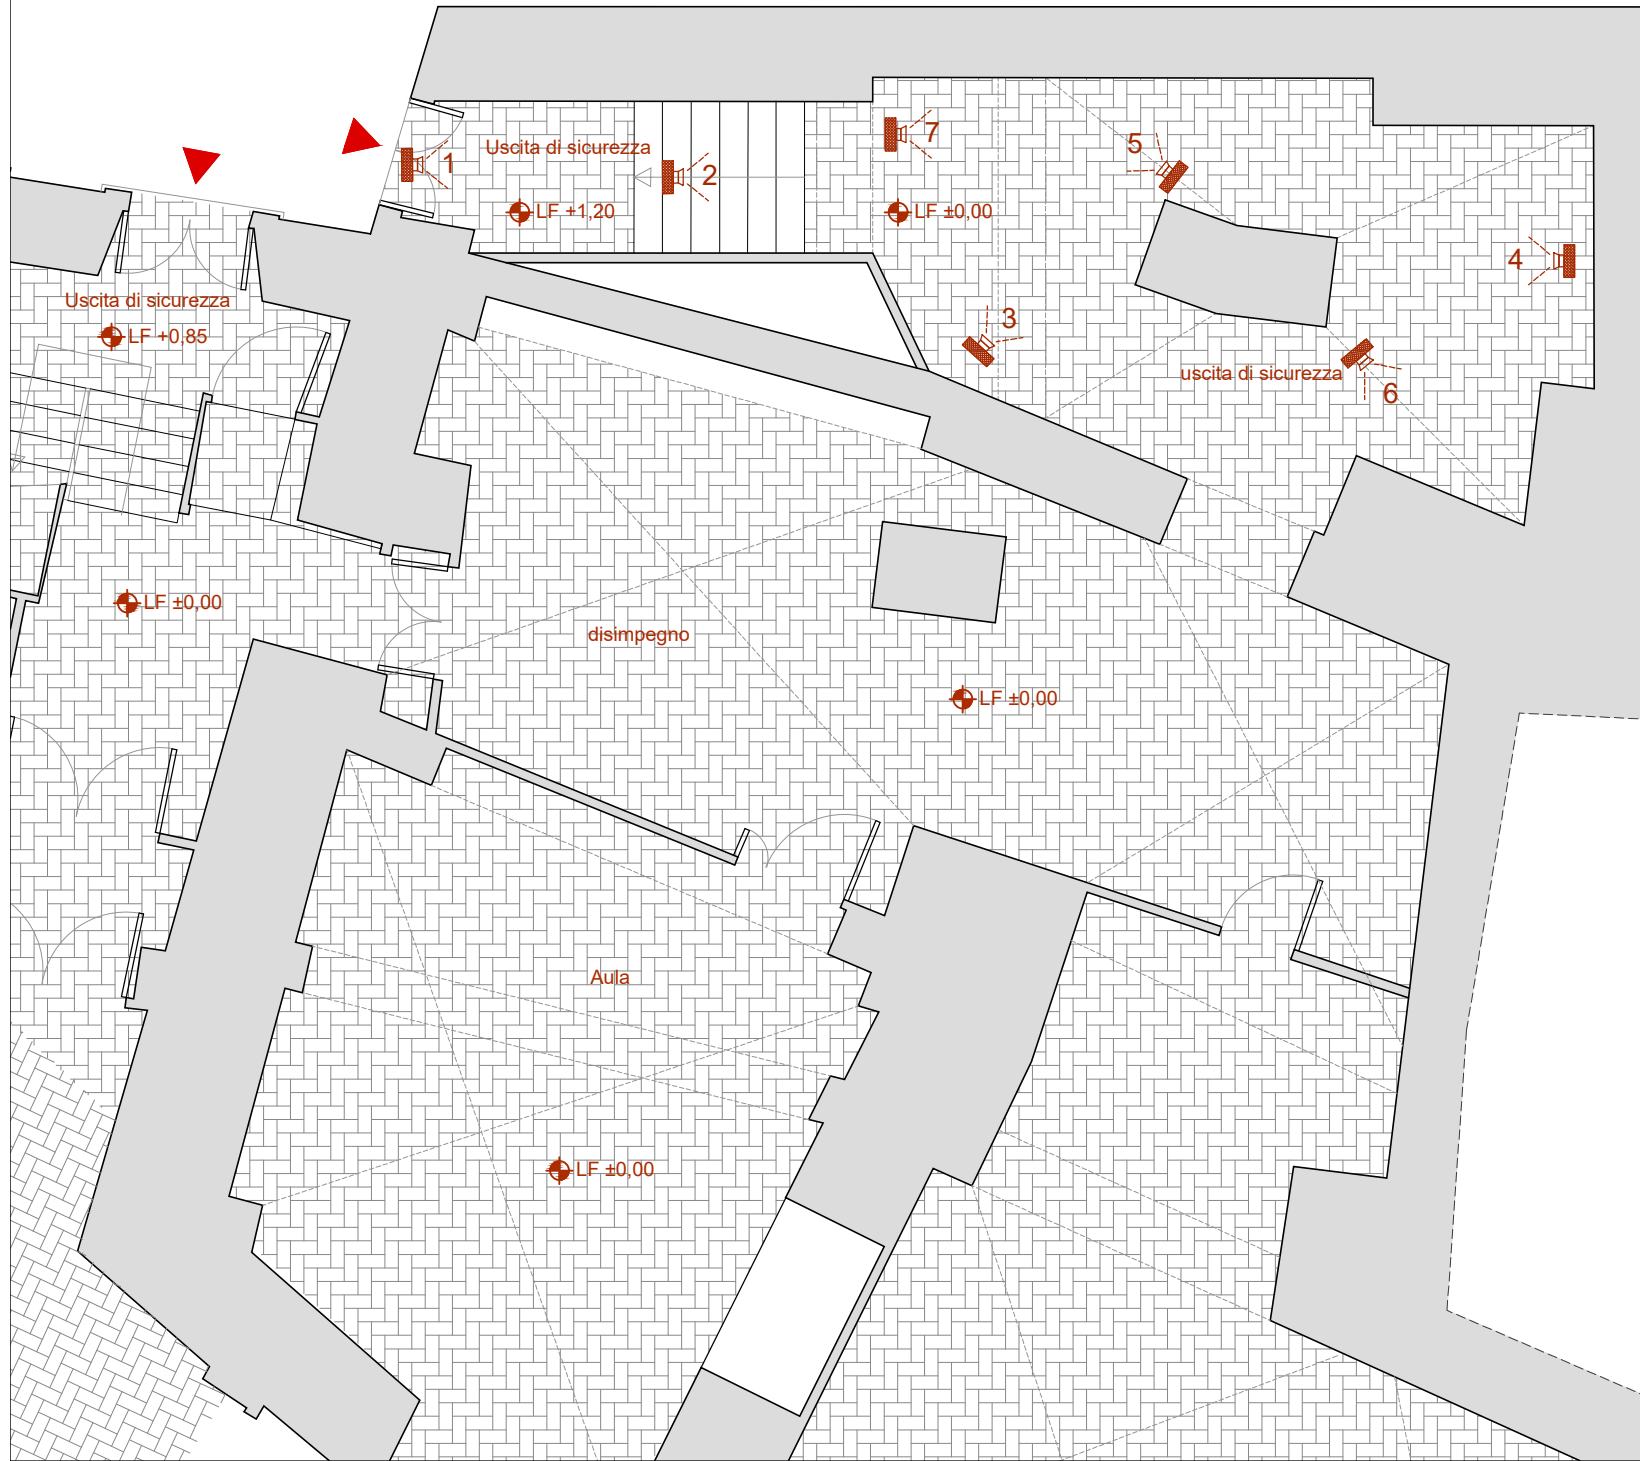 7
5
1
Uscita di sicurezza
2
LF +1,20
LF ±0,00
4
Uscita di sicurezza
3
LF +0,85
uscita di sicurezza
6
LF ±0,00
disimpegno
LF ±0,00
Aula
LF ±0,00